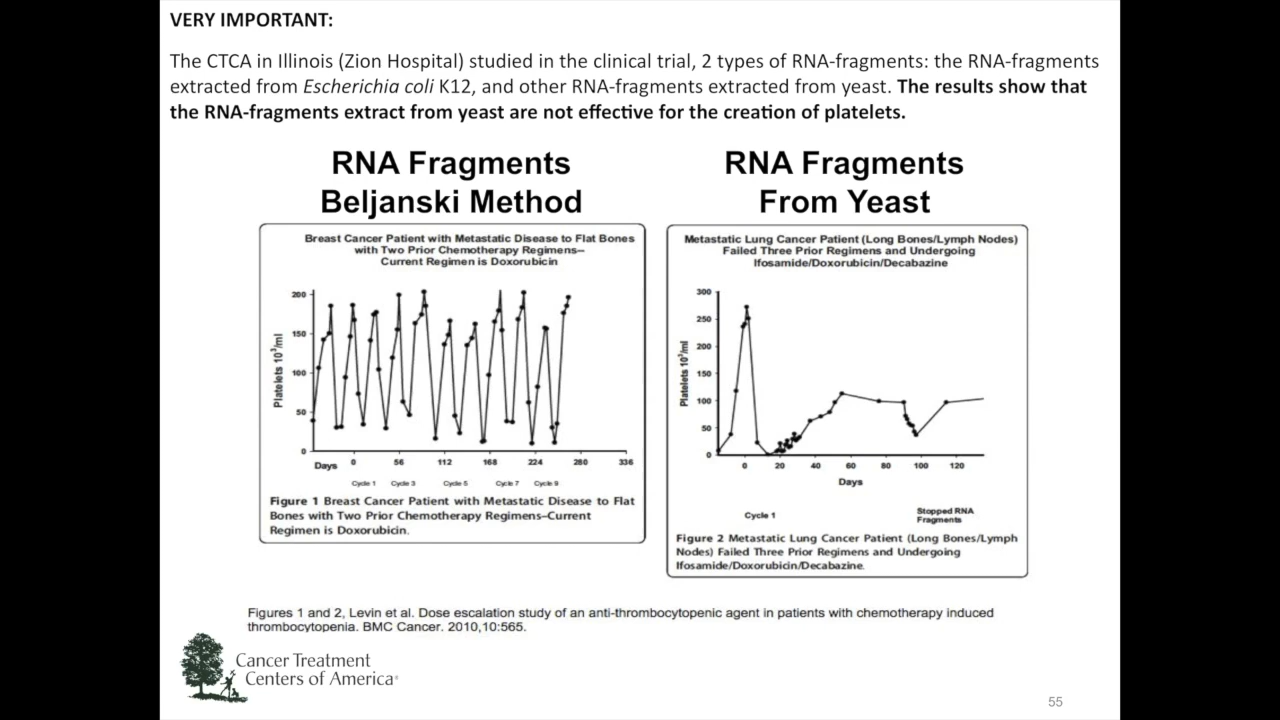 VERY IMPORTANT:
The CTCA in Illinois (Zion Hospital) studied in the clinical trial, 2 types of RNA-fragments: the RNA-fragments
extracted from Escherichia coli K12, and other RNA-fragments extracted from yeast. The results show that
the RNA-fragments extract from yeast are not effective for the creation of platelets.
RNA Fragments
Beljanski Method
Breast Cancer Patient with Metastatic Disease to Flat Bones
with Two Prior Chemotherapy Regimens–
Current Regimen is Doxorubicin
Platelets 10³/ml
200
150
100
50
0
Days 0 56 112 168 224 280 336
Cycle 1 Cycle 3 Cycle 5 Cycle 7 Cycle 9
Figure 1 Breast Cancer Patient with Metastatic Disease to Flat
Bones with Two Prior Chemotherapy Regimens–Current
Regimen is Doxorubicin.
RNA Fragments
From Yeast
Metastatic Lung Cancer Patient (Long Bones/Lymph Nodes)
Failed Three Prior Regimens and Undergoing
Ifosamide/Doxorubicin/Decabazine
Platelets 10³/ml
300
250
200
150
100
50
0
0 20 40 60 80 100 120
Days
Cycle 1
Stopped RNA
Fragments
Figure 2 Metastatic Lung Cancer Patient (Long Bones/Lymph
Nodes) Failed Three Prior Regimens and Undergoing
Ifosamide/Doxorubicin/Decabazine.
Figures 1 and 2, Levin et al. Dose escalation study of an anti-thrombocytopenic agent in patients with chemotherapy induced
thrombocytopenia. BMC Cancer. 2010,10:565.
Cancer Treatment
Centers of America®
55